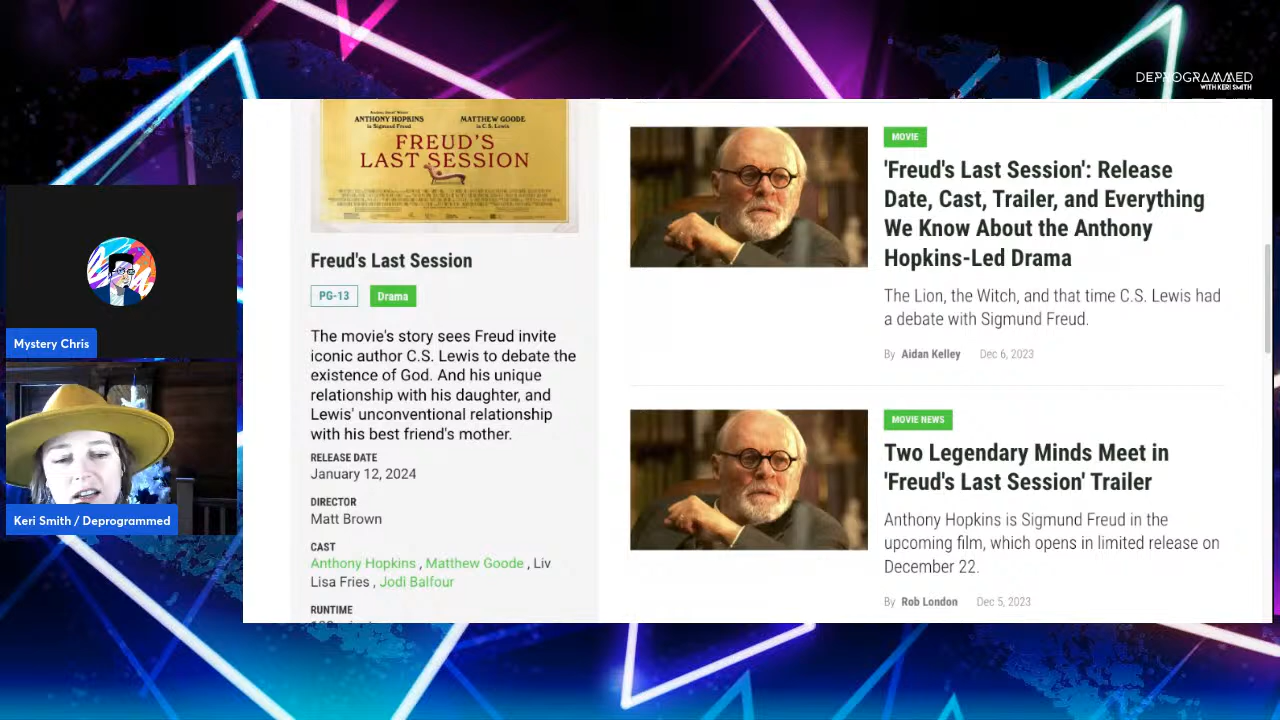 DEPROGRAMMED
WITH KERI SMITH
ANTHONY HOPKINS
is Sigmund Freud
MATTHEW GOODE
is C.S. Lewis
FREUD'S
LAST SESSION
Freud's Last Session
PG-13
Drama
The movie's story sees Freud invite
iconic author C.S. Lewis to debate the
existence of God. And his unique
relationship with his daughter, and
Lewis' unconventional relationship
with his best friend's mother.
RELEASE DATE
January 12, 2024
DIRECTOR
Matt Brown
CAST
Anthony Hopkins , Matthew Goode , Liv
Lisa Fries , Jodi Balfour
RUNTIME
MOVIE
'Freud's Last Session': Release
Date, Cast, Trailer, and Everything
We Know About the Anthony
Hopkins-Led Drama
The Lion, the Witch, and that time C.S. Lewis had
a debate with Sigmund Freud.
By Aidan Kelley Dec 6, 2023
MOVIE NEWS
Two Legendary Minds Meet in
'Freud's Last Session' Trailer
Anthony Hopkins is Sigmund Freud in the
upcoming film, which opens in limited release on
December 22.
By Rob London Dec 5, 2023
Mystery Chris
Keri Smith / Deprogrammed